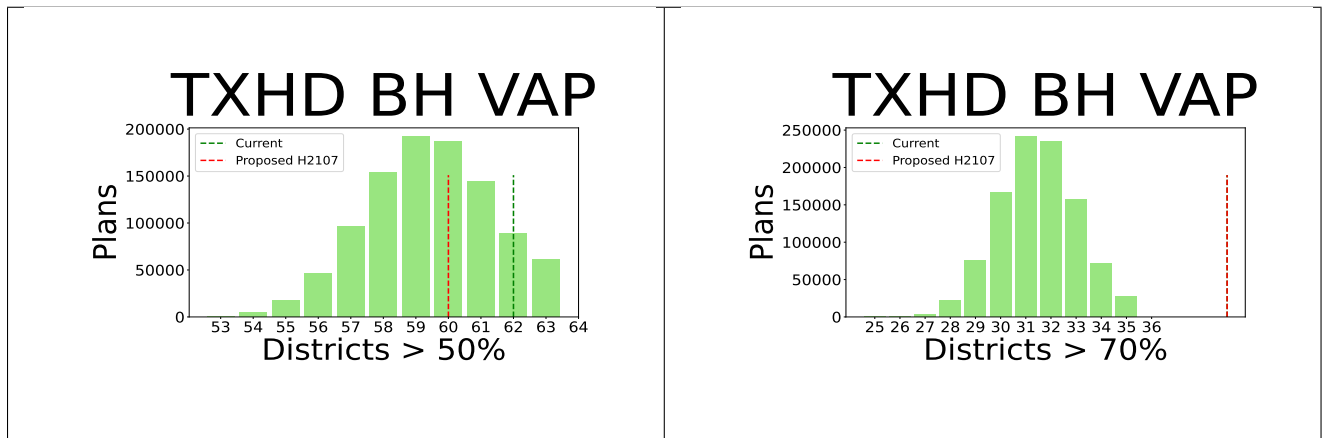 TXHD BH VAP
200000
150000
100000
50000
0
Plans
Current
Proposed H2107
53 54 55 56 57 58 59 60 61 62 63 64
Districts > 50%
TXHD BH VAP
250000
200000
150000
100000
50000
0
Plans
Current
Proposed H2107
25 26 27 28 29 30 31 32 33 34 35 36
Districts > 70%